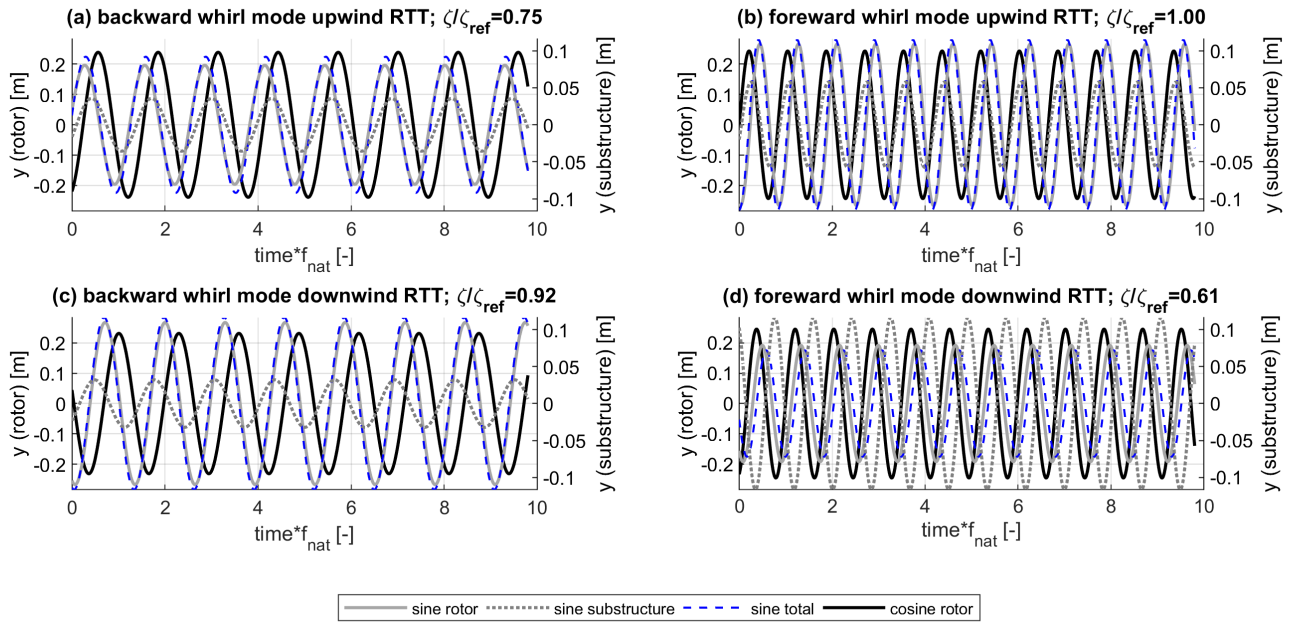 (a) backward whirl mode upwind RTT; ζ/ζref=0.75
y (rotor) [m]
0.2
0.1
0
-0.1
-0.2
0.1
0.05
0
-0.05
-0.1
y (substructure) [m]
0 2 4 6 8 10
time*fnat [-]
(b) foreward whirl mode upwind RTT; ζ/ζref=1.00
y (rotor) [m]
0.2
0.1
0
-0.1
-0.2
0.1
0.05
0
-0.05
-0.1
y (substructure) [m]
0 2 4 6 8 10
time*fnat [-]
(c) backward whirl mode downwind RTT; ζ/ζref=0.92
y (rotor) [m]
0.2
0.1
0
-0.1
-0.2
0.1
0.05
0
-0.05
-0.1
y (substructure) [m]
0 2 4 6 8 10
time*fnat [-]
(d) foreward whirl mode downwind RTT; ζ/ζref=0.61
y (rotor) [m]
0.2
0.1
0
-0.1
-0.2
0.1
0.05
0
-0.05
-0.1
y (substructure) [m]
0 2 4 6 8 10
time*fnat [-]
sine rotor sine substructure sine total cosine rotor